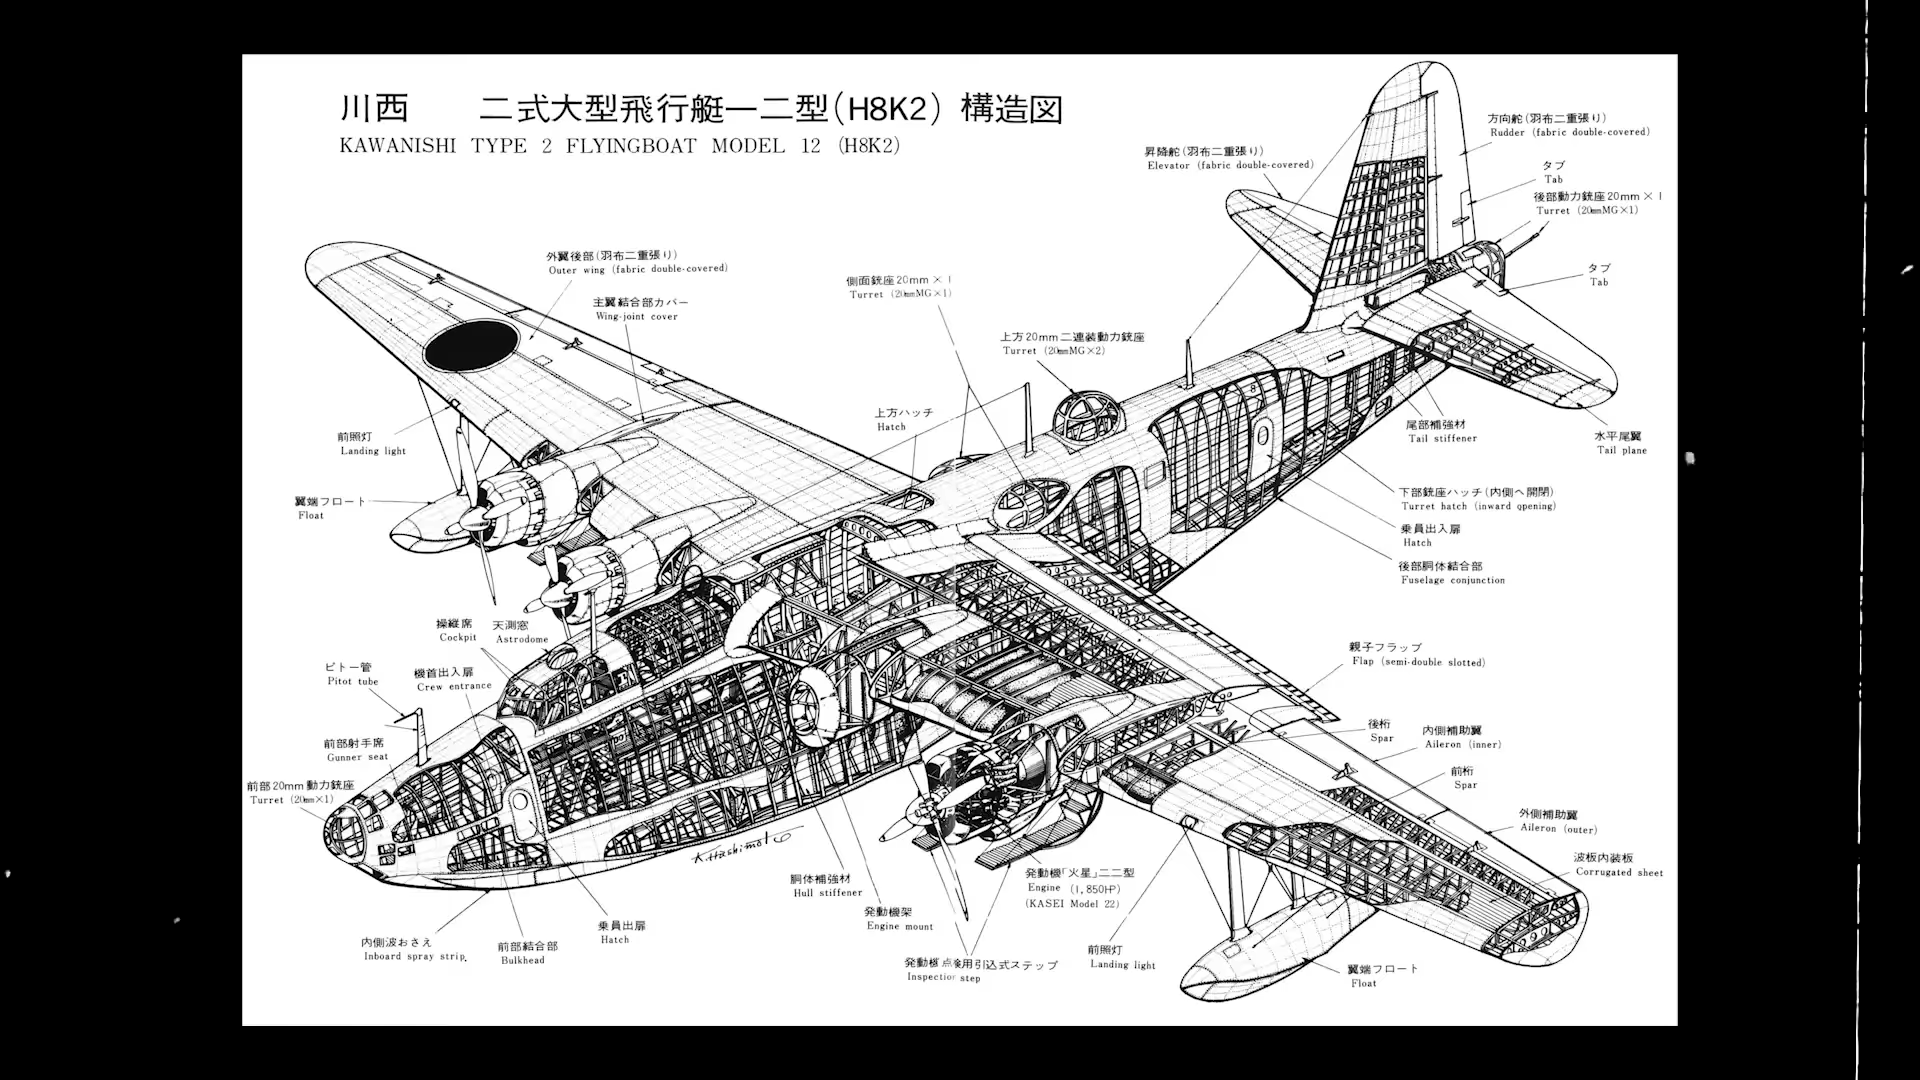 川西 二式大型飛行艇一二型(H8K2) 構造図
KAWANISHI TYPE 2 FLYINGBOAT MODEL 12 (H8K2)
方向舵(羽布二重張り)
Rudder (fabric double-covered)
昇降舵(羽布二重張り)
Elevator (fabric double-covered)
タブ
Tab
後部動力銃座20mm×1
Turret (20mmMG×1)
タブ
Tab
外翼後部(羽布二重張り)
Outer wing (fabric double-covered)
主翼結合部カバー
Wing-joint cover
側面銃座20mm×1
Turret (20mmMG×1)
上方20mm二連装動力銃座
Turret (20mmMG×2)
上方ハッチ
Hatch
前照灯
Landing light
翼端フロート
Float
尾部補強材
Tail stiffener
水平尾翼
Tail plane
下部銃座ハッチ(内側へ開閉)
Turret hatch (inward opening)
乗員出入扉
Hatch
後部胴体結合部
Fuselage conjunction
操縦席
Cockpit
天測窓
Astrodome
ピトー管
Pitot tube
機首出入扉
Crew entrance
前部射手席
Gunner seat
前部20mm動力銃座
Turret (20mm×1)
親子フラップ
Flap (semi-double slotted)
後桁
Spar
内側補助翼
Aileron (inner)
前桁
Spar
外側補助翼
Aileron (outer)
波板内装板
Corrugated sheet
K.Hashimoto
胴体補強材
Hull stiffener
発動機架
Engine mount
発動機「火星」二二型
Engine (1,850HP)
(KASEI Model 22)
内側波おさえ
Inboard spray strip.
前部結合部
Bulkhead
乗員出扉
Hatch
発動機点検用引込式ステップ
Inspection step
前照灯
Landing light
翼端フロート
Float